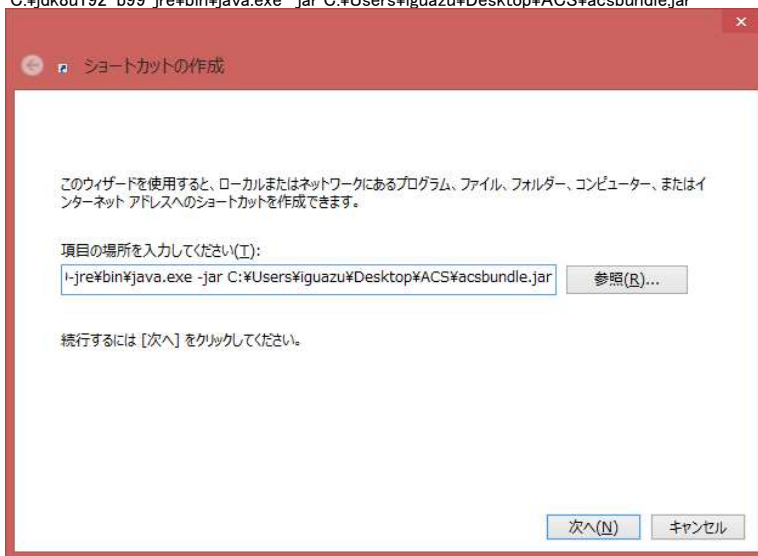 C:¥jdk8u192-b99-jre¥bin¥java.exe -jar C:¥Users¥iguazu¥Desktop¥ACS¥acsbundle.jar
ショートカットの作成
このウィザードを使用すると、ローカルまたはネットワークにあるプログラム、ファイル、フォルダー、コンピューター、またはイ
ンターネット アドレスへのショートカットを作成できます。
項目の場所を入力してください(T):
-jre¥bin¥java.exe -jar C:¥Users¥iguazu¥Desktop¥ACS¥acsbundle.jar
参照(R)...
続行するには [次へ] をクリックしてください。
次へ(N)
キャンセル